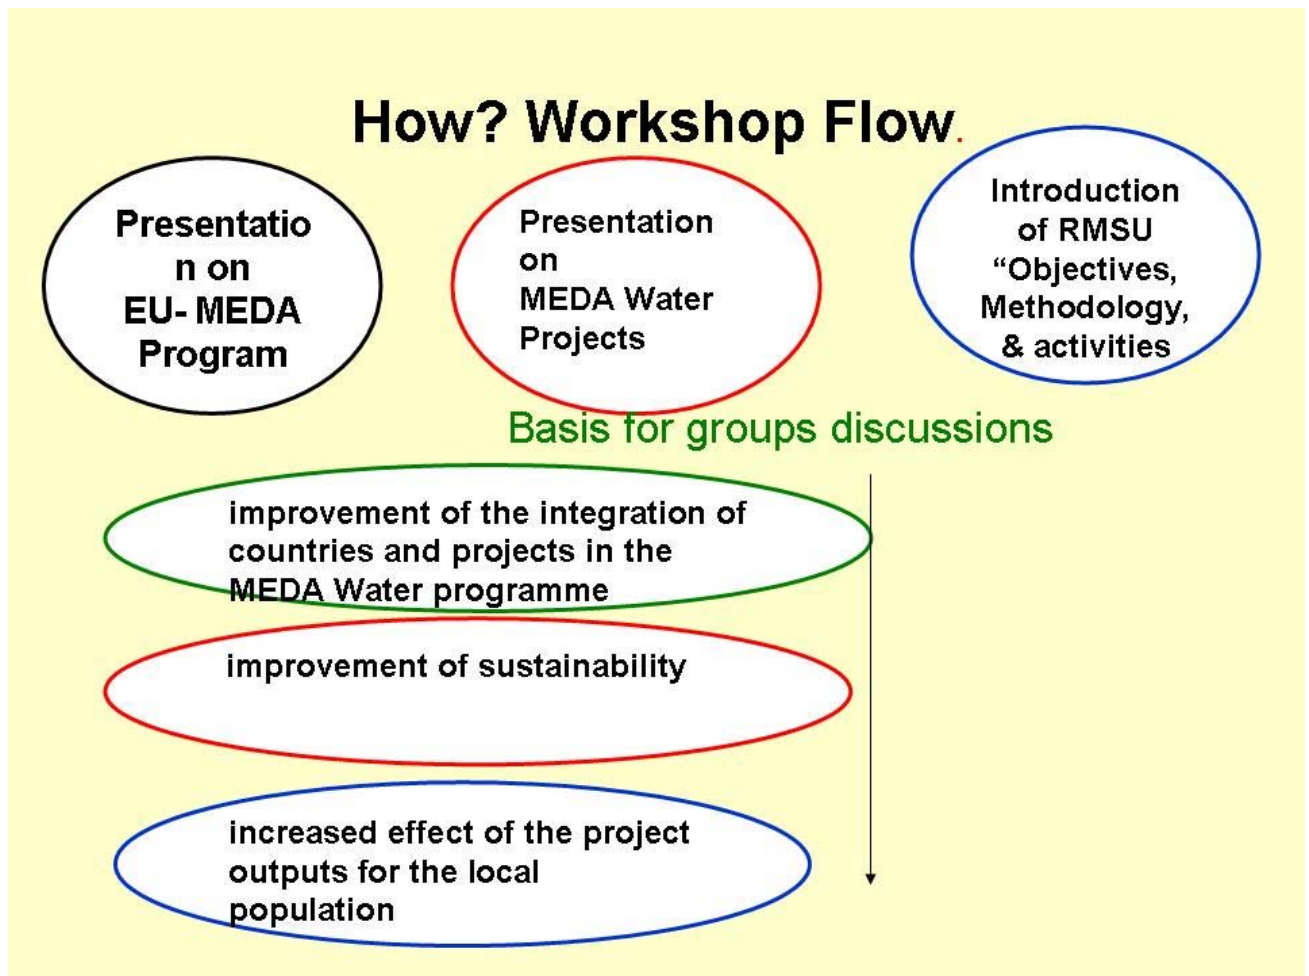 How? Workshop Flow.
Presentatio
n on
EU- MEDA
Program
Presentation
on
MEDA Water
Projects
Introduction
of RMSU
“Objectives,
Methodology,
& activities
Basis for groups discussions
improvement of the integration of
countries and projects in the
MEDA Water programme
improvement of sustainability
increased effect of the project
outputs for the local
population